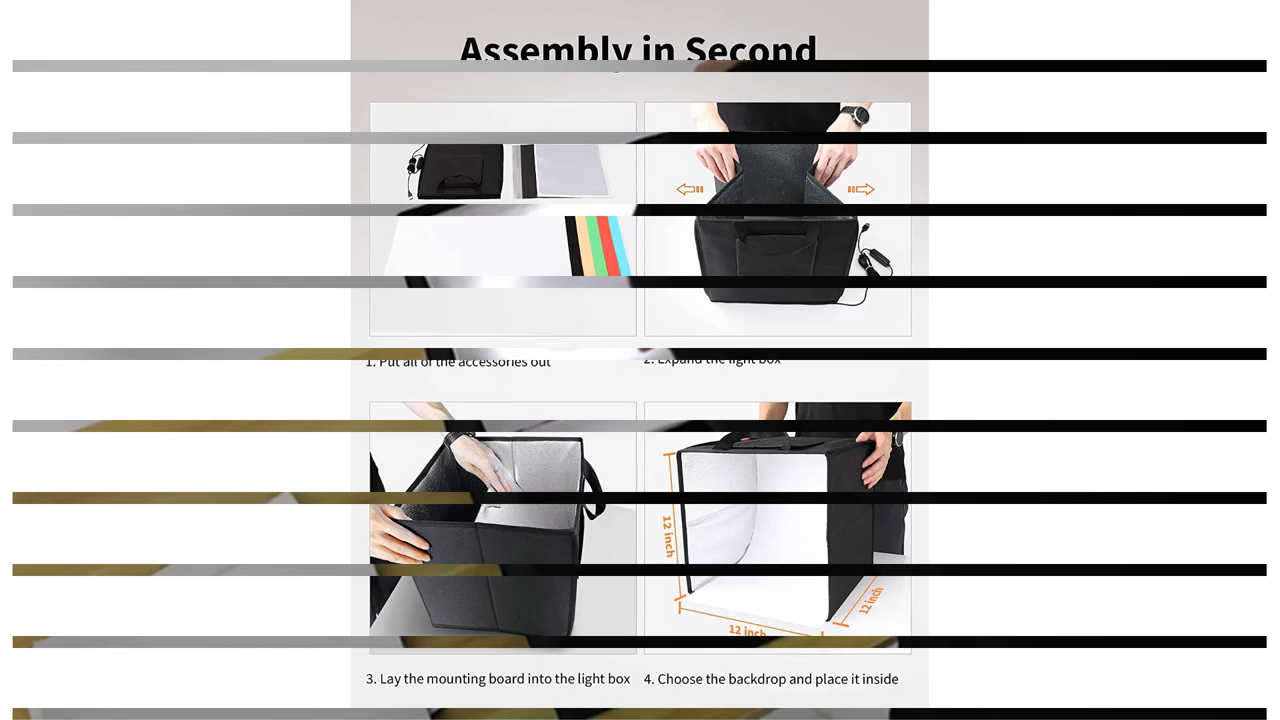 Assembly in Second
1. Put all of the accessories out
2. Expand the light box
12 inch
12 inch
12 inch
3. Lay the mounting board into the light box
4. Choose the backdrop and place it inside